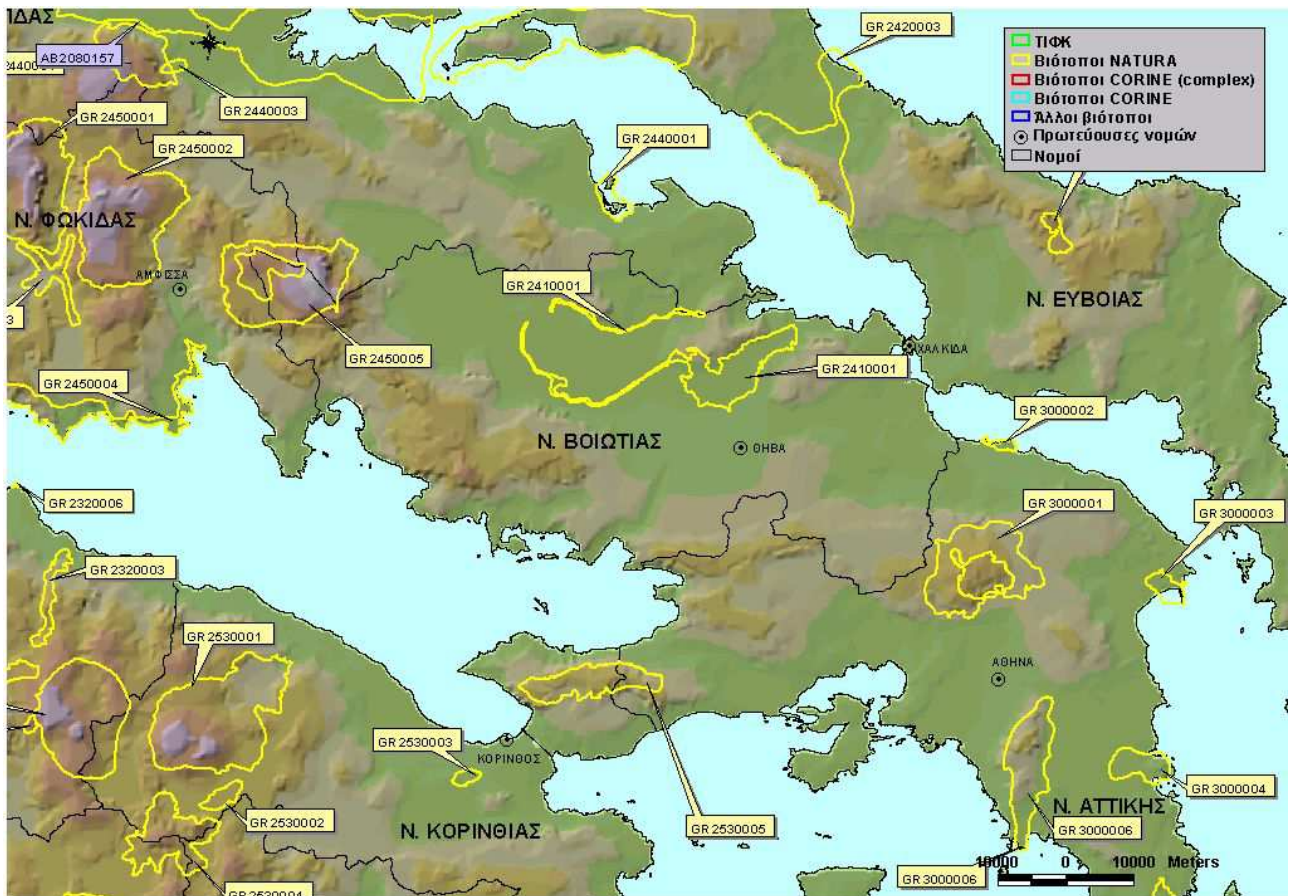 ΙΔΑΣ
AB2080157
GR 2420003
GR 2440003
GR 2450001
GR 2450002
GR 2440001
ΤΙΦΚ
Βιότοποι NATURA
Βιότοποι CORINE (complex)
Βιότοποι CORINE
Άλλοι βιότοποι
Πρωτεύουσες νομών
Νομοί
Ν. ΦΩΚΙΔΑΣ
ΑΜΦΙΣΣΑ
GR 2410001
Ν. ΕΥΒΟΙΑΣ
3
GR 2450005
ΧΑΛΚΙΔΑ
GR 2410001
GR 2450004
GR 3000002
Ν. ΒΟΙΩΤΙΑΣ
ΘΗΒΑ
GR 2320006
GR 3000001
GR 3000003
GR 2320003
GR 2530001
ΑΘΗΝΑ
GR 2530003
ΚΟΡΙΝΘΟΣ
GR 3000004
GR 2530002
Ν. ΚΟΡΙΝΘΙΑΣ
GR 2530005
Ν. ΑΤΤΙΚΗΣ
GR 3000006
10000 0 10000 Meters
GR 3000006
GR 2530004